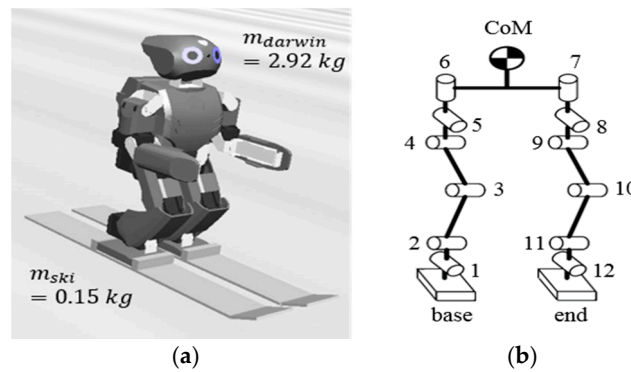 m_darwin
= 2.92 kg
m_ski
= 0.15 kg
(a)
CoM
6
7
5
8
4
9
3
10
2
11
1
12
base
end
(b)